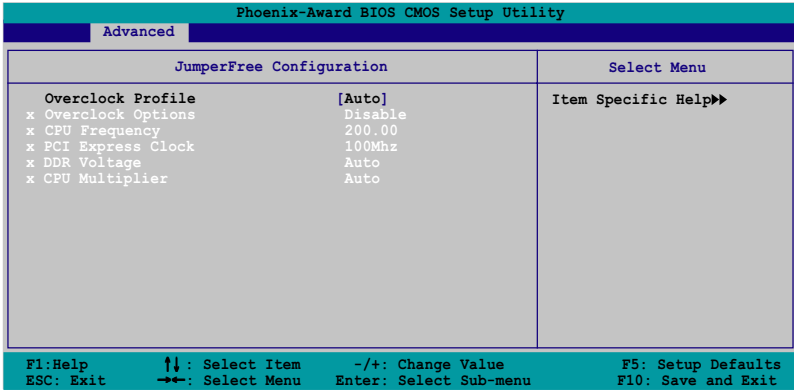 Phoenix-Award BIOS CMOS Setup Utility
Advanced
JumperFree Configuration
Select Menu
Overclock Profile [Auto]
x Overclock Options Disable
x CPU Frequency 200.00
x PCI Express Clock 100Mhz
x DDR Voltage Auto
x CPU Multiplier Auto
Item Specific Help▶▶
F1:Help ↑↓: Select Item -/+: Change Value F5: Setup Defaults
ESC: Exit →←: Select Menu Enter: Select Sub-menu F10: Save and Exit